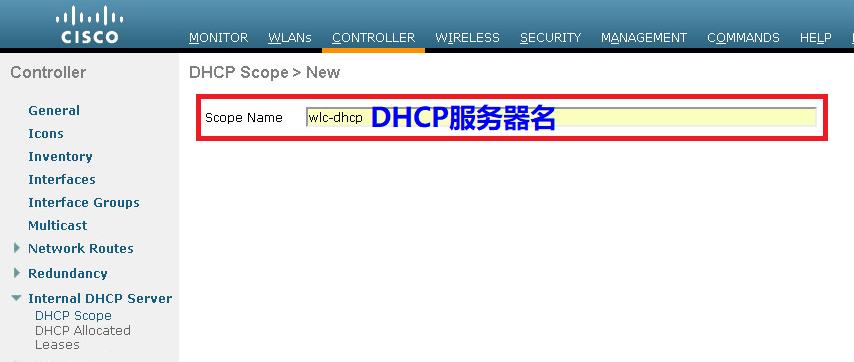 CISCO
MONITOR WLANs CONTROLLER WIRELESS SECURITY MANAGEMENT COMMANDS HELP
Controller
DHCP Scope > New
Scope Name wlc-dhcp DHCP服务器名
General
Icons
Inventory
Interfaces
Interface Groups
Multicast
Network Routes
Redundancy
Internal DHCP Server
DHCP Scope
DHCP Allocated
Leases